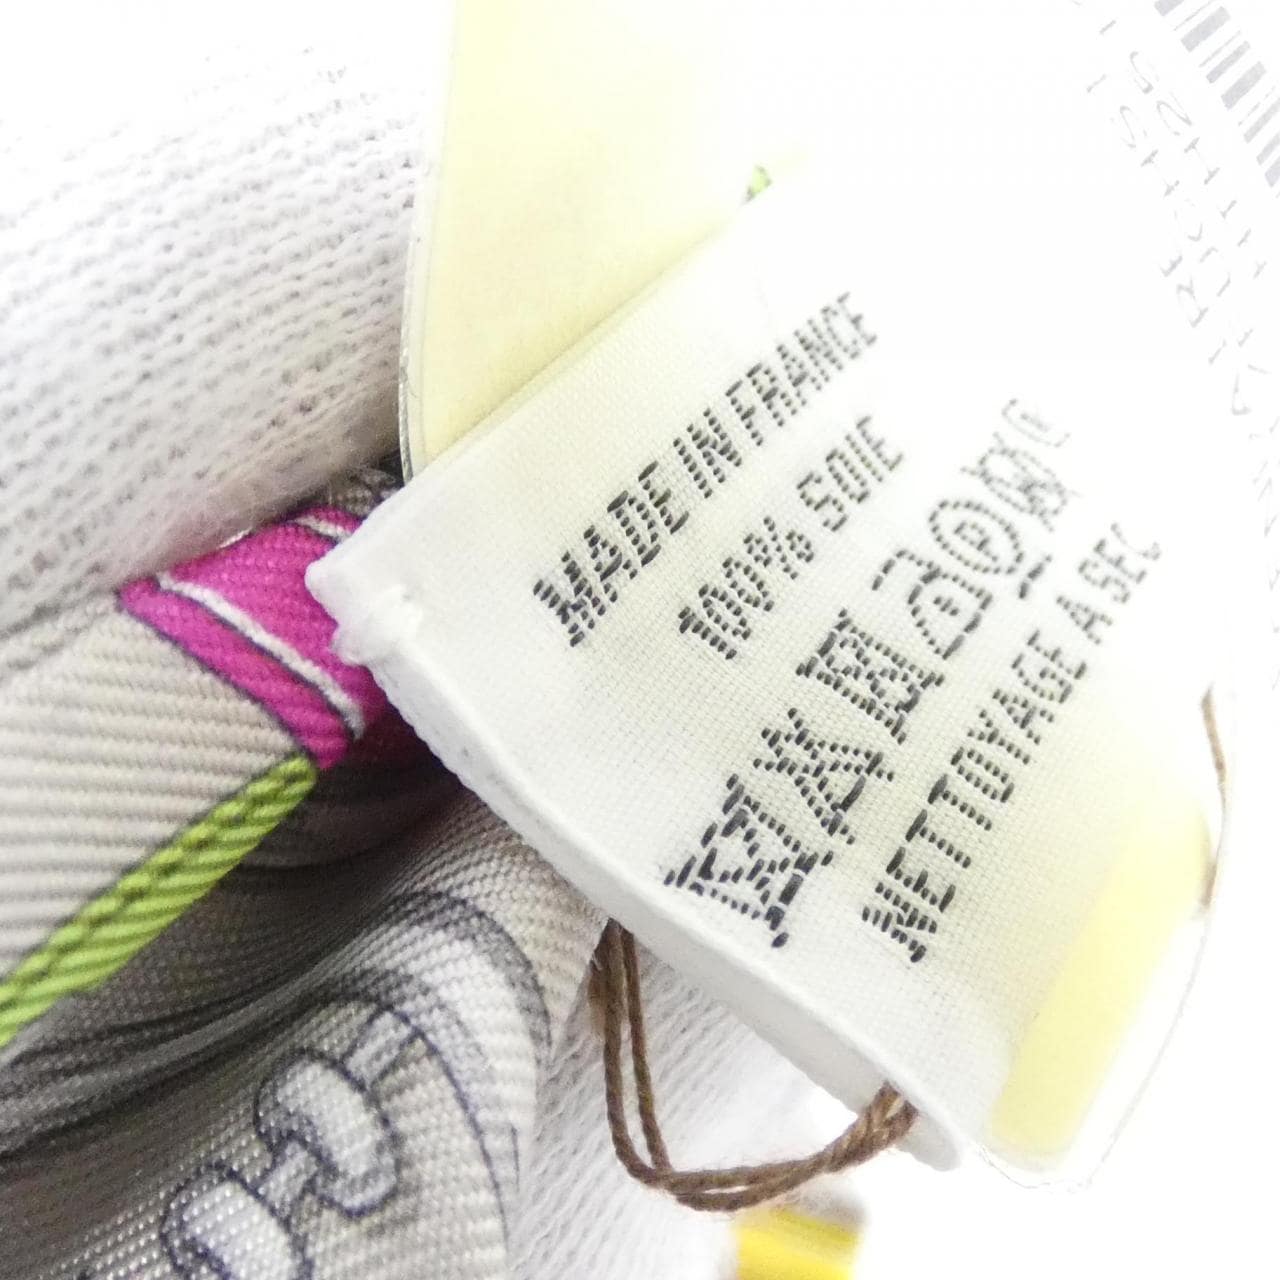 MADE IN FRANCE
100% SOIE
NETTOYAGE A SEC